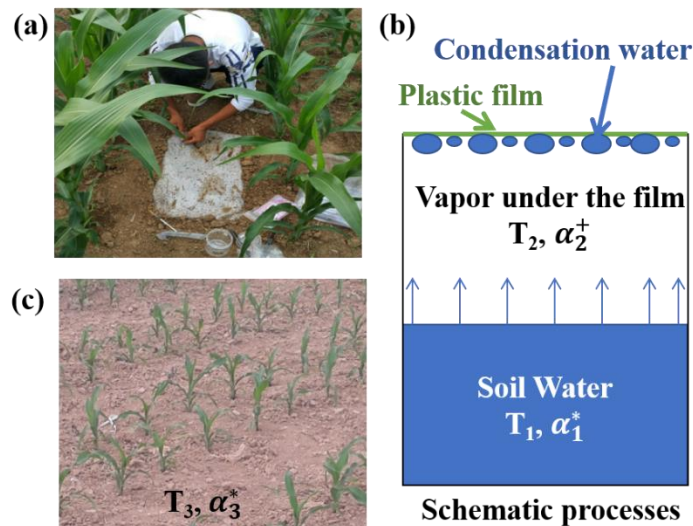 (a)
(b)
Condensation water
Plastic film
Vapor under the film
T₂, α₂⁺
(c)
Soil Water
T₁, α₁*
T₃, α₃*
Schematic processes